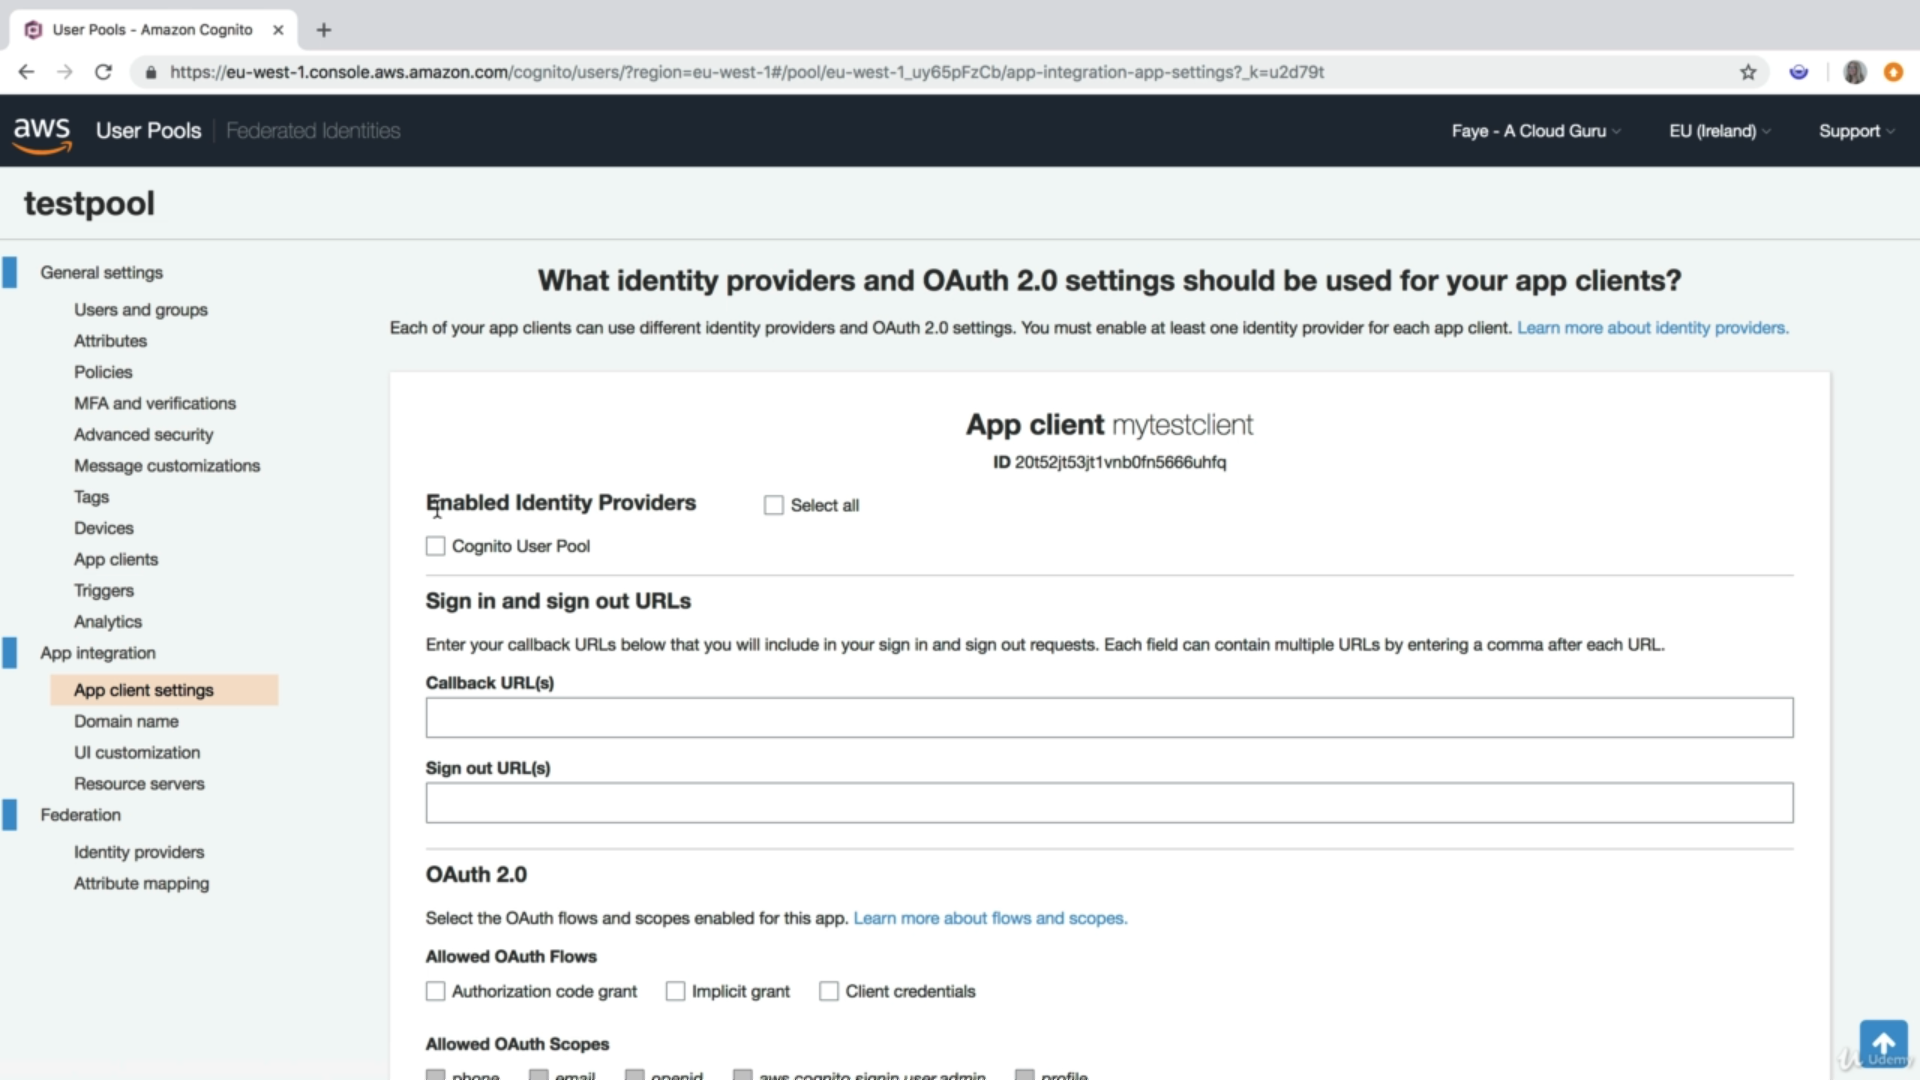 User Pools - Amazon Cognito
https://eu-west-1.console.aws.amazon.com/cognito/users/?region=eu-west-1#/pool/eu-west-1_uy65pFzCb/app-integration-app-settings?_k=u2d79t
aws User Pools Federated Identities Faye - A Cloud Guru EU (Ireland) Support
testpool
General settings
Users and groups
Attributes
Policies
MFA and verifications
Advanced security
Message customizations
Tags
Devices
App clients
Triggers
Analytics
App integration
App client settings
Domain name
UI customization
Resource servers
Federation
Identity providers
Attribute mapping
What identity providers and OAuth 2.0 settings should be used for your app clients?
Each of your app clients can use different identity providers and OAuth 2.0 settings. You must enable at least one identity provider for each app client. Learn more about identity providers.
App client mytestclient
ID 20t52jt53jt1vnb0fn5666uhfq
Enabled Identity Providers Select all
Cognito User Pool
Sign in and sign out URLs
Enter your callback URLs below that you will include in your sign in and sign out requests. Each field can contain multiple URLs by entering a comma after each URL.
Callback URL(s)
Sign out URL(s)
OAuth 2.0
Select the OAuth flows and scopes enabled for this app. Learn more about flows and scopes.
Allowed OAuth Flows
Authorization code grant Implicit grant Client credentials
Allowed OAuth Scopes
phone email openid aws.cognito.signin.user.admin profile
Udemy